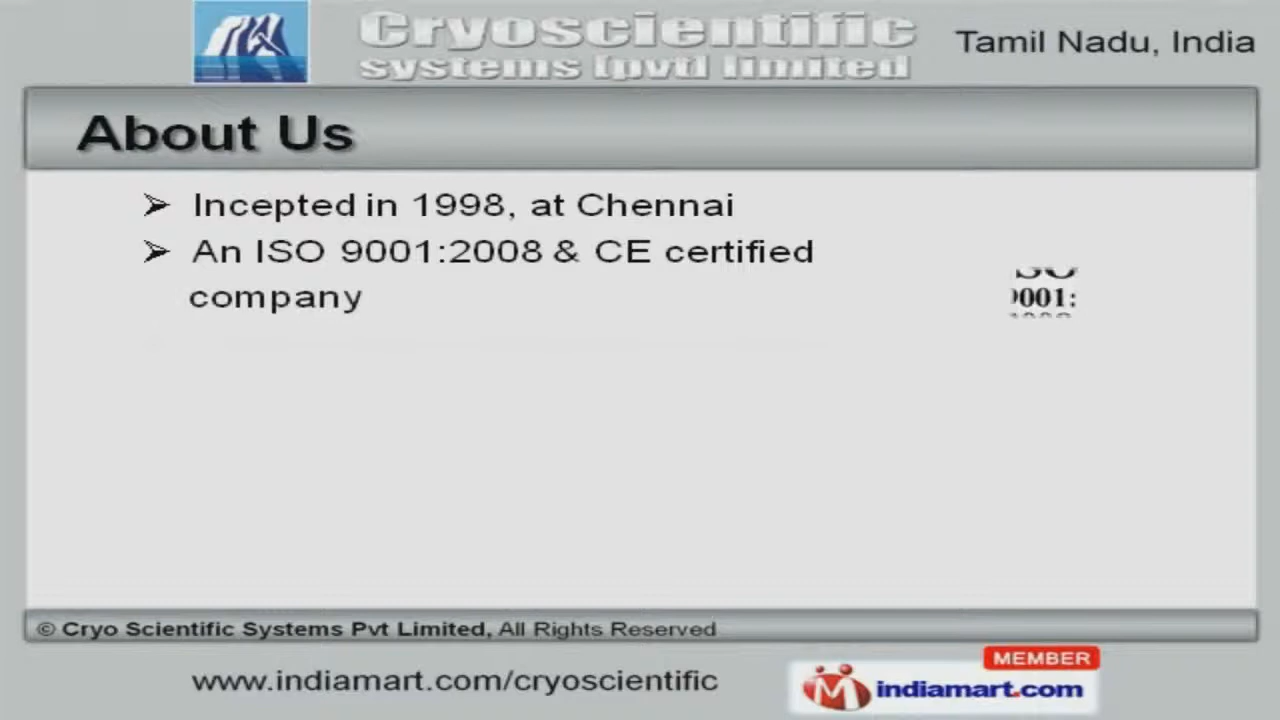 Cryoscientific
systems [pvt] limited
Tamil Nadu, India
About Us
➢ Incepted in 1998, at Chennai
➢ An ISO 9001:2008 & CE certified
company
9001:
© Cryo Scientific Systems Pvt Limited, All Rights Reserved
MEMBER
www.indiamart.com/cryoscientific
indiamart.com